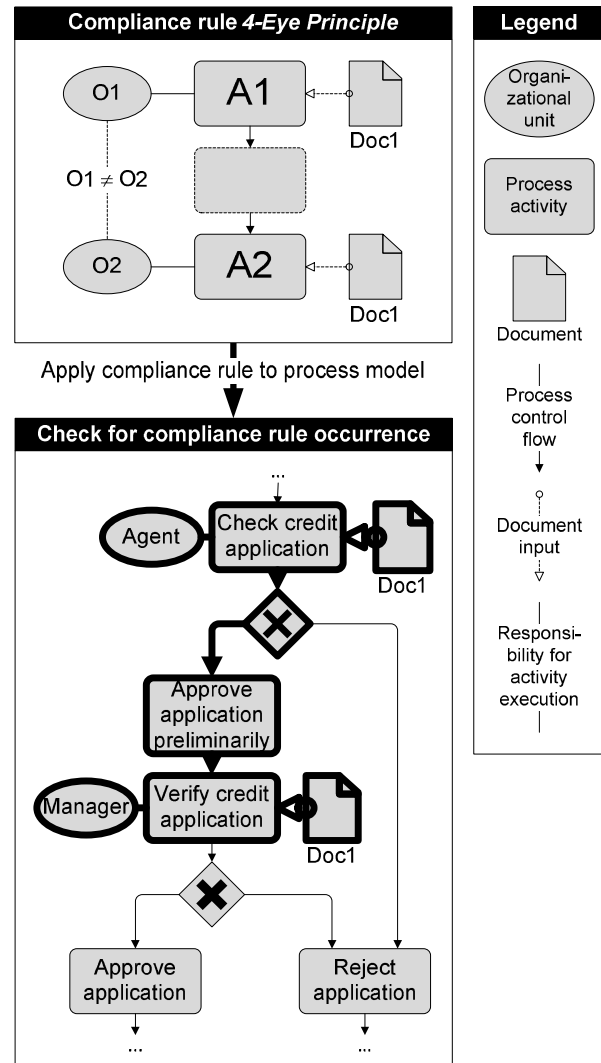 Compliance rule 4-Eye Principle
O1
A1
Doc1
O1 ≠ O2
O2
A2
Doc1
Apply compliance rule to process model
Check for compliance rule occurrence
...
Agent
Check credit
application
Doc1
Approve
application
preliminarily
Manager
Verify credit
application
Doc1
Approve
application
Reject
application
...
...
Legend
Organi-
zational
unit
Process
activity
Document
Process
control
flow
Document
input
Responsi-
bility for
activity
execution